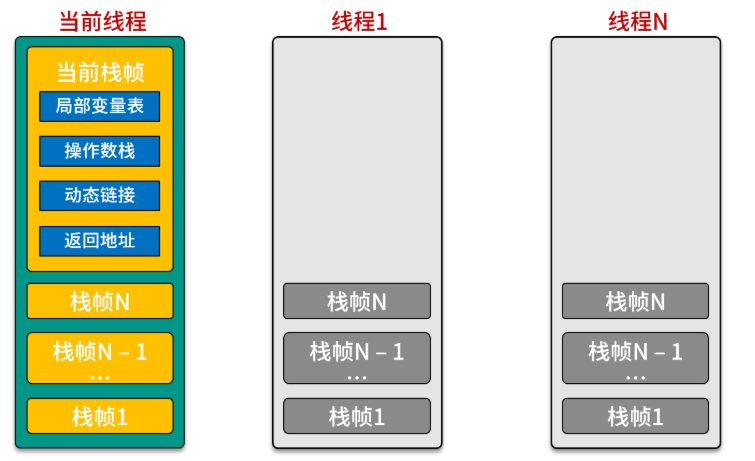 当前线程
当前栈帧
局部变量表
操作数栈
动态链接
返回地址
栈帧N
栈帧N – 1
...
栈帧1
线程1
栈帧N
栈帧N – 1
...
栈帧1
线程N
栈帧N
栈帧N – 1
...
栈帧1